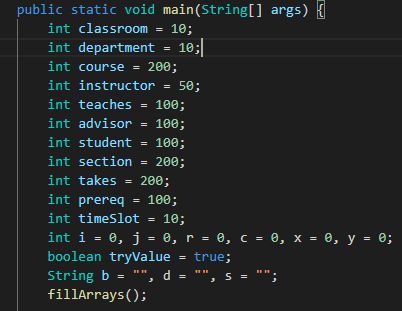 public static void main(String[] args) {
int classroom = 10;
int department = 10;
int course = 200;
int instructor = 50;
int teaches = 100;
int advisor = 100;
int student = 100;
int section = 200;
int takes = 200;
int prereq = 100;
int timeSlot = 10;
int i = 0, j = 0, r = 0, c = 0, x = 0, y = 0;
boolean tryValue = true;
String b = "", d = "", s = "";
fillArrays();